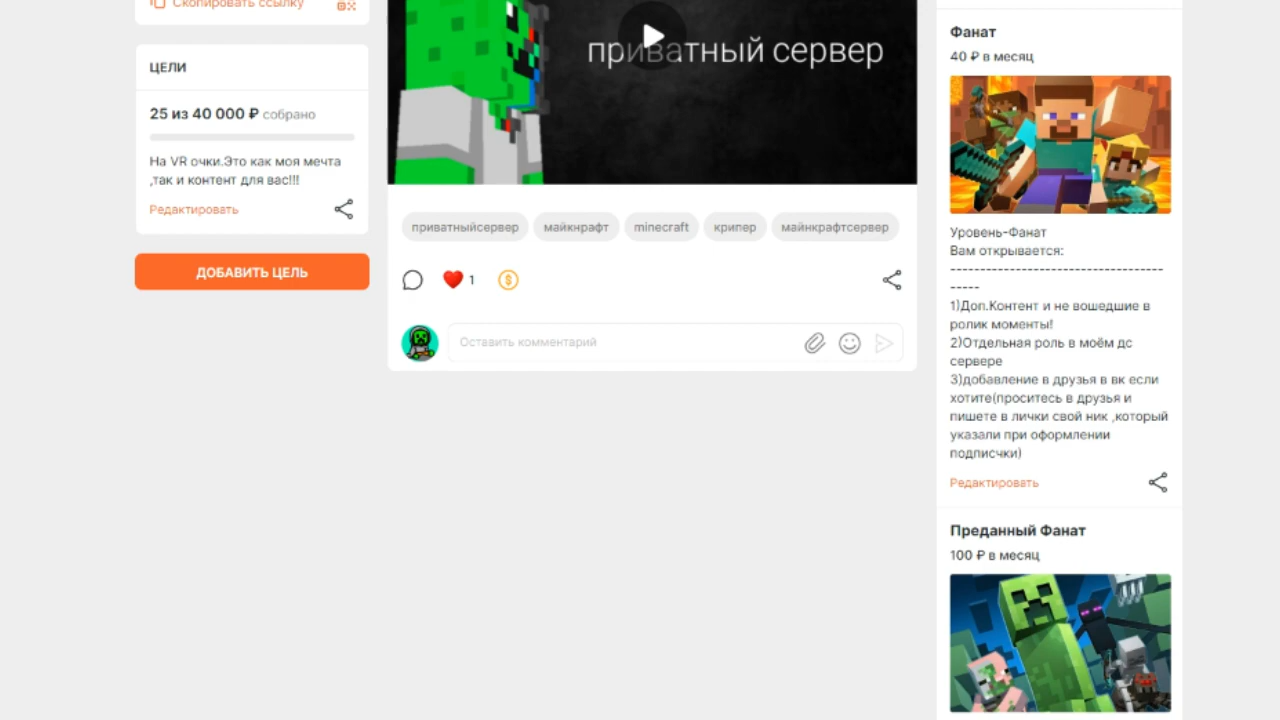 Скопировать ссылку
ЦЕЛИ
25 из 40 000 ₽ собрано
На VR очки.Это как моя мечта
,так и контент для вас!!!
Редактировать
ДОБАВИТЬ ЦЕЛЬ
приватный сервер
приватныйсервер майнкрафт minecraft крипер майнкрафтсервер
1
Оставить комментарий
Фанат
40 ₽ в месяц
Уровень-Фанат
Вам открывается:
------------------------------------
-----
1)Доп.Контент и не вошедшие в
ролик моменты!
2)Отдельная роль в моём дс
сервере
3)добавление в друзья в вк если
хотите(проситесь в друзья и
пишете в лички свой ник ,который
указали при оформлении
подписчки)
Редактировать
Преданный Фанат
100 ₽ в месяц